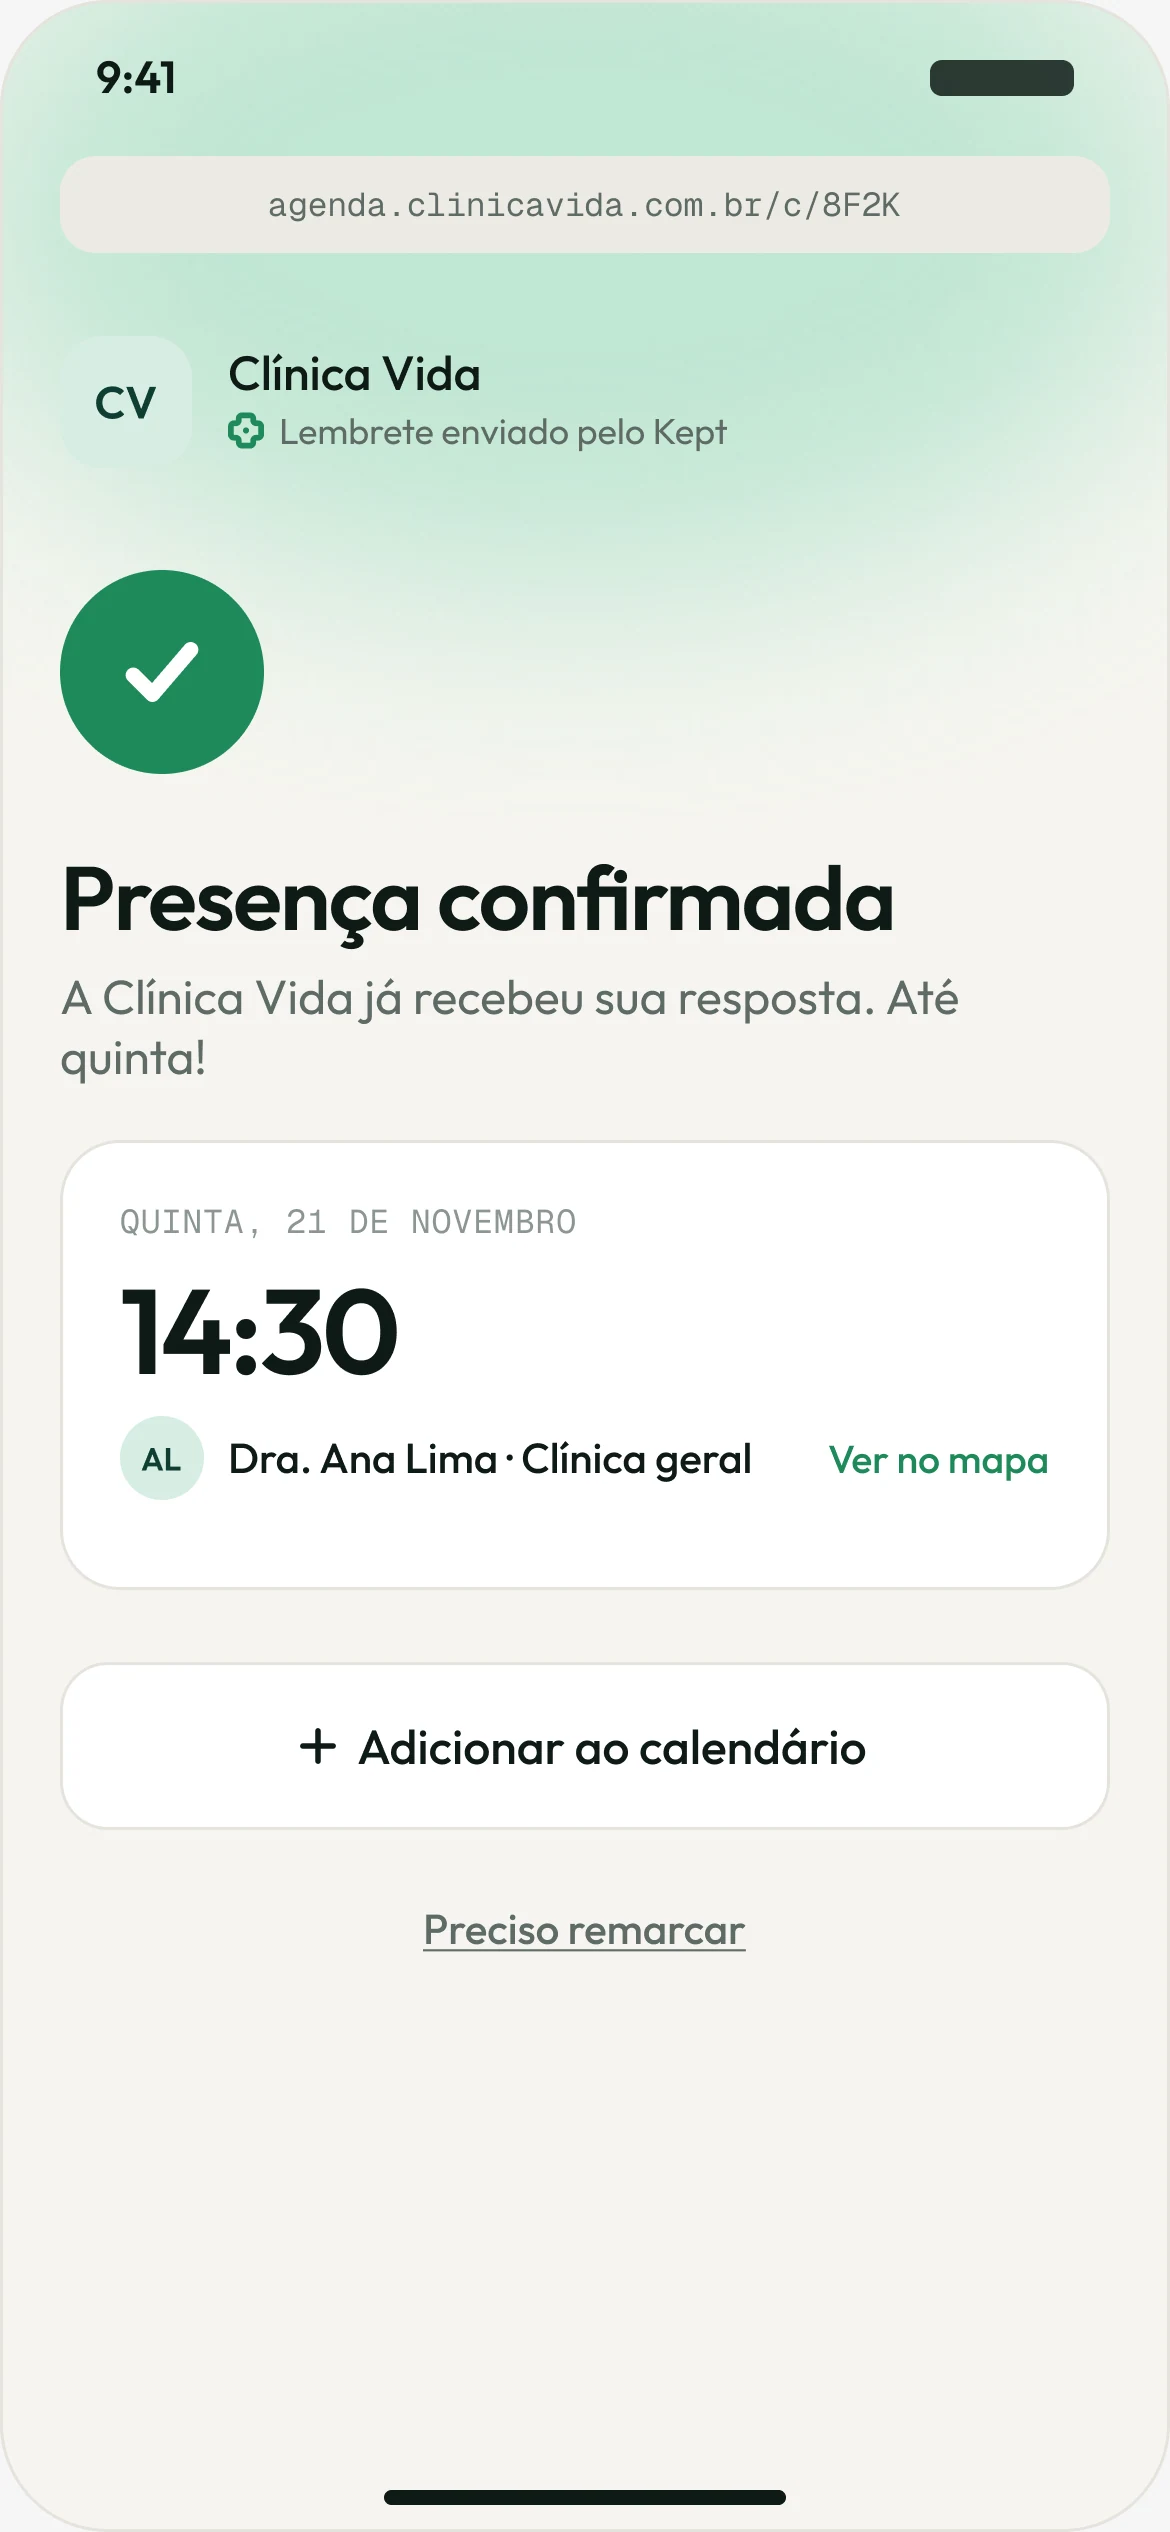 9:41
agenda.clinicavida.com.br/c/8F2K
CV
Clínica Vida
Lembrete enviado pelo Kept
Presença confirmada
A Clínica Vida já recebeu sua resposta. Até
quinta!
QUINTA, 21 DE NOVEMBRO
14:30
AL Dra. Ana Lima · Clínica geral Ver no mapa
+ Adicionar ao calendário
Preciso remarcar